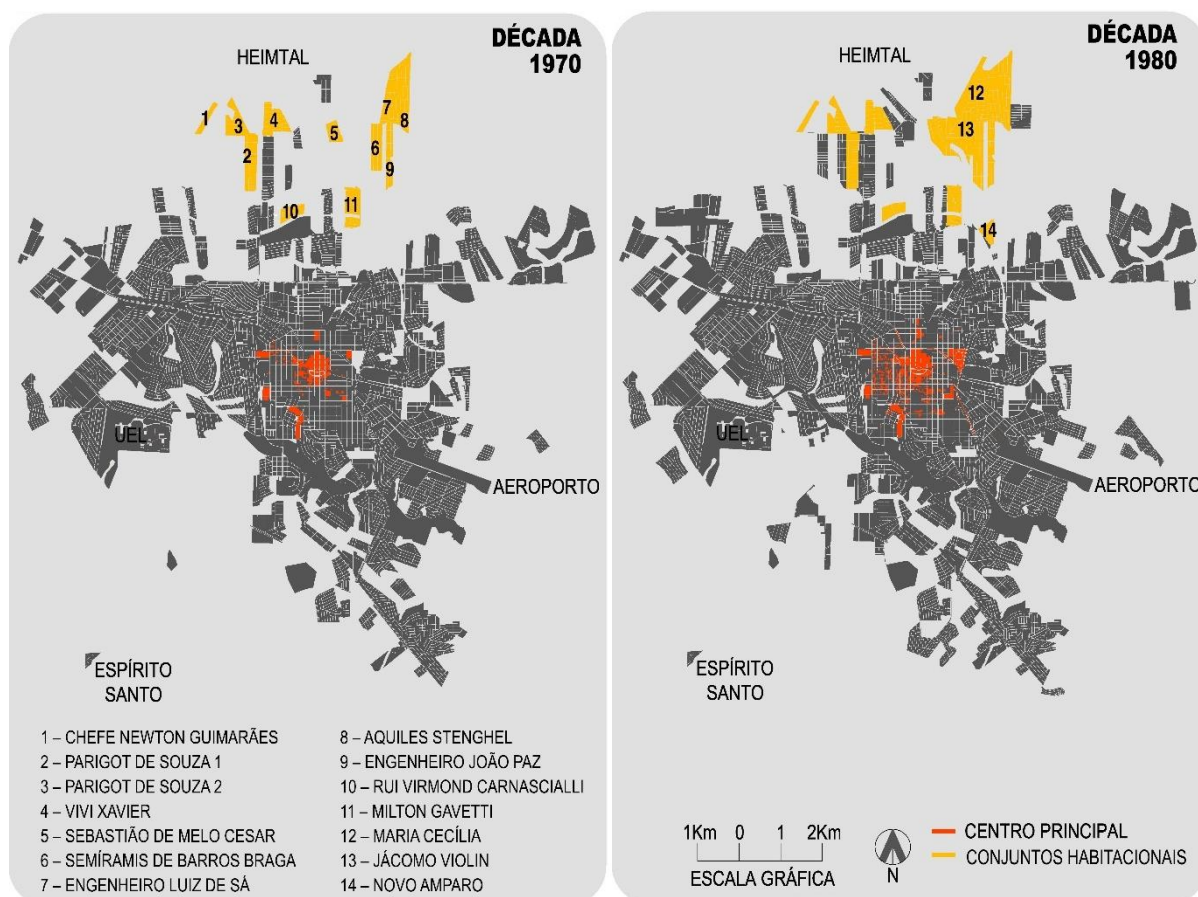 DÉCADA
1970
HEIMTAL
1
2
3
4
5
6
7
8
9
10
11
UEL
AEROPORTO
ESPÍRITO
SANTO
1 – CHEFE NEWTON GUIMARÃES
2 – PARIGOT DE SOUZA 1
3 – PARIGOT DE SOUZA 2
4 – VIVI XAVIER
5 – SEBASTIÃO DE MELO CESAR
6 – SEMÍRAMIS DE BARROS BRAGA
7 – ENGENHEIRO LUIZ DE SÁ
8 – AQUILES STENGHEL
9 – ENGENHEIRO JOÃO PAZ
10 – RUI VIRMOND CARNASCIALLI
11 – MILTON GAVETTI
12 – MARIA CECÍLIA
13 – JÁCOMO VIOLIN
14 – NOVO AMPARO
DÉCADA
1980
HEIMTAL
12
13
14
UEL
AEROPORTO
ESPÍRITO
SANTO
1Km 0 1 2Km
ESCALA GRÁFICA
N
CENTRO PRINCIPAL
CONJUNTOS HABITACIONAIS